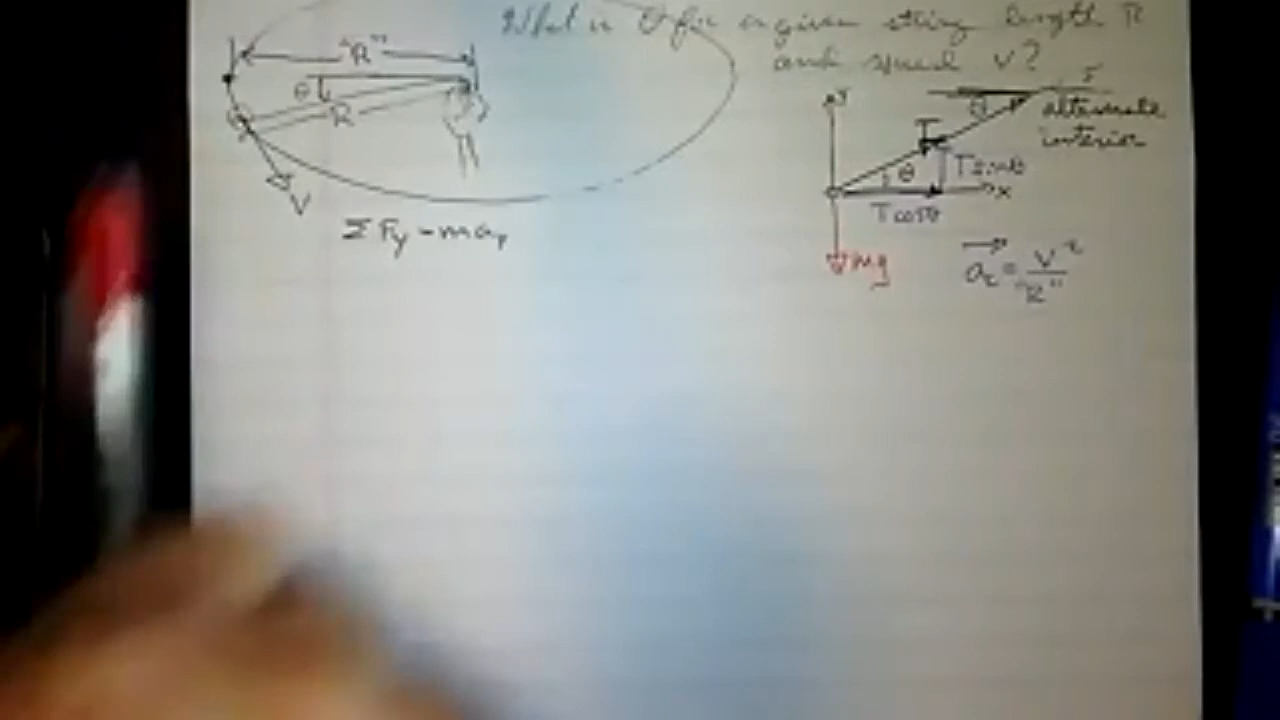 What is θ for a given string length R
and speed V?
"R"
θ
R
V
ΣFy = may
y
θ
alternate
interior
T
θ
T sinθ
x
T cosθ
mg
ac = V²/"R"